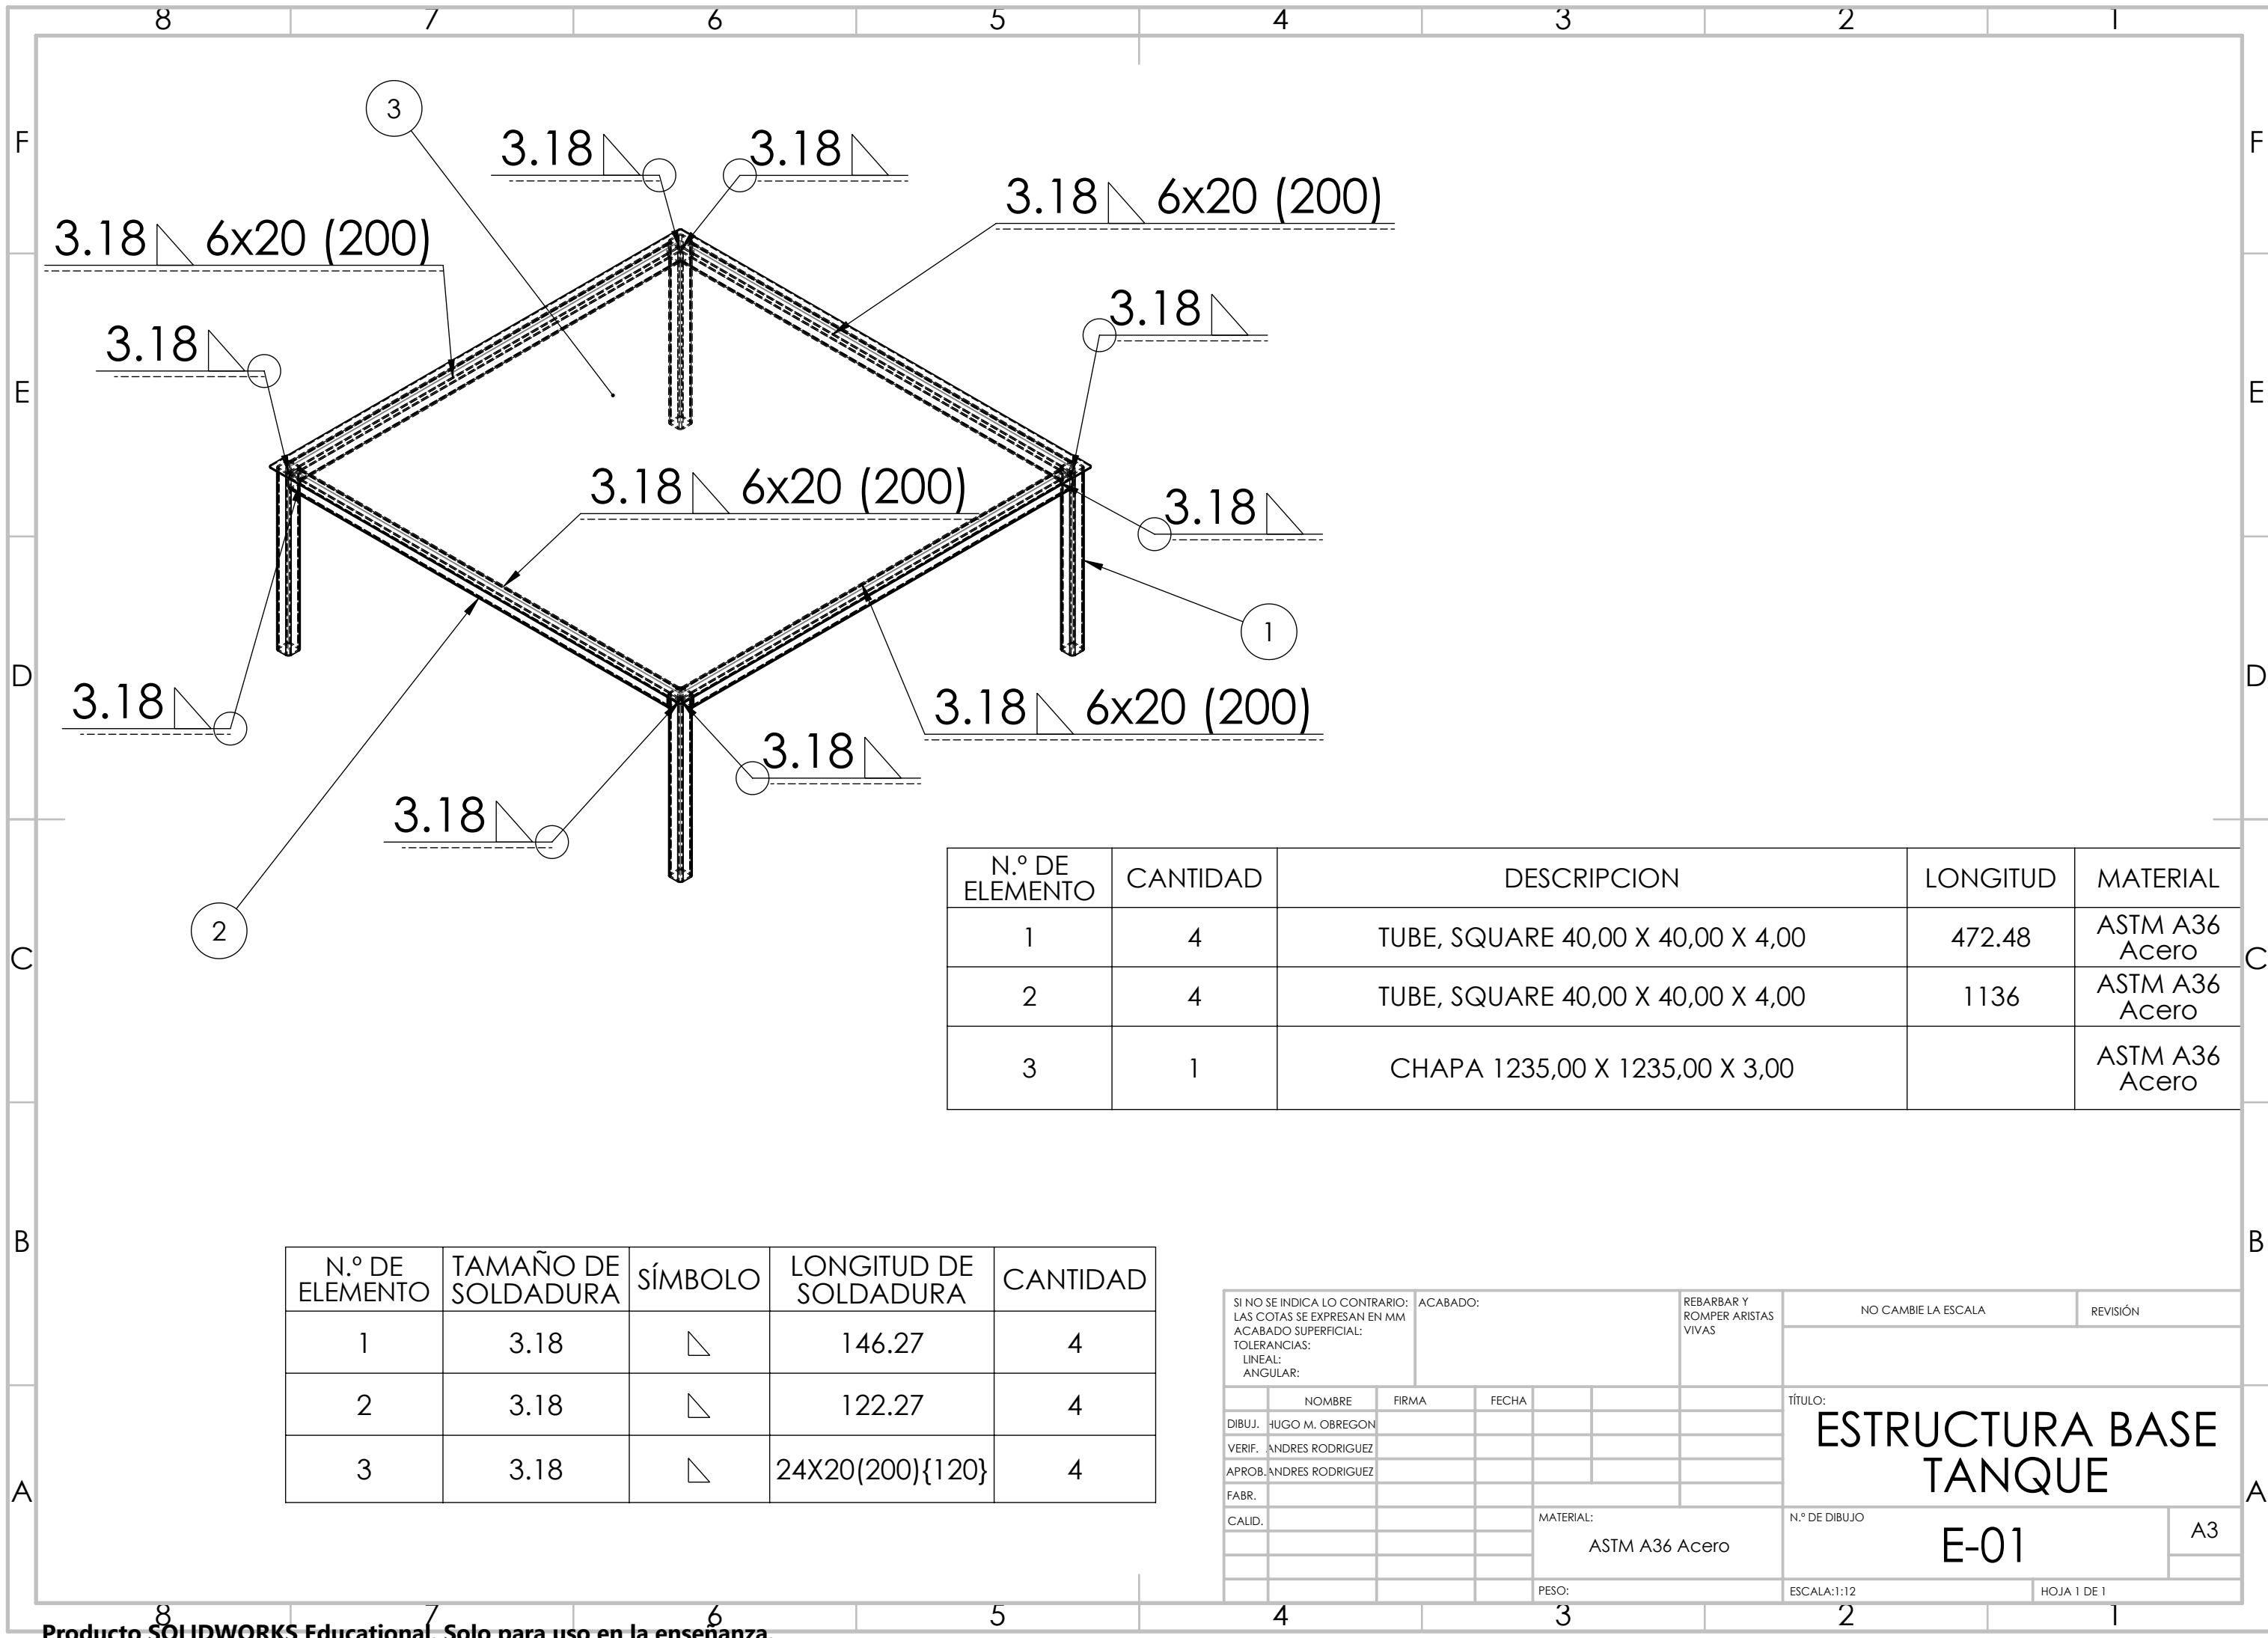 8 7 6 5 4 3 2 1
F F
3
3.18 3.18
3.18 6x20 (200)
3.18 6x20 (200)
3.18
3.18
E E
3.18 6x20 (200)
3.18
1
D D
3.18
3.18 6x20 (200)
3.18
3.18
2
C C
N.º DE ELEMENTO CANTIDAD DESCRIPCION LONGITUD MATERIAL
1 4 TUBE, SQUARE 40,00 X 40,00 X 4,00 472.48 ASTM A36 Acero
2 4 TUBE, SQUARE 40,00 X 40,00 X 4,00 1136 ASTM A36 Acero
3 1 CHAPA 1235,00 X 1235,00 X 3,00 ASTM A36 Acero
B B
N.º DE ELEMENTO TAMAÑO DE SOLDADURA SÍMBOLO LONGITUD DE SOLDADURA CANTIDAD
1 3.18 146.27 4
2 3.18 122.27 4
3 3.18 24X20(200){120} 4
A A
SI NO SE INDICA LO CONTRARIO:
LAS COTAS SE EXPRESAN EN MM
ACABADO SUPERFICIAL:
TOLERANCIAS:
LINEAL:
ANGULAR:
ACABADO:
REBARBAR Y
ROMPER ARISTAS
VIVAS
NO CAMBIE LA ESCALA
REVISIÓN
NOMBRE FIRMA FECHA
DIBUJ. HUGO M. OBREGON
VERIF. ANDRES RODRIGUEZ
APROB. ANDRES RODRIGUEZ
FABR.
CALID.
TÍTULO:
ESTRUCTURA BASE
TANQUE
MATERIAL:
ASTM A36 Acero
N.º DE DIBUJO
E-01
A3
PESO:
ESCALA:1:12
HOJA 1 DE 1
8 7 6 5 4 3 2 1
Producto SOLIDWORKS Educational. Solo para uso en la enseñanza.